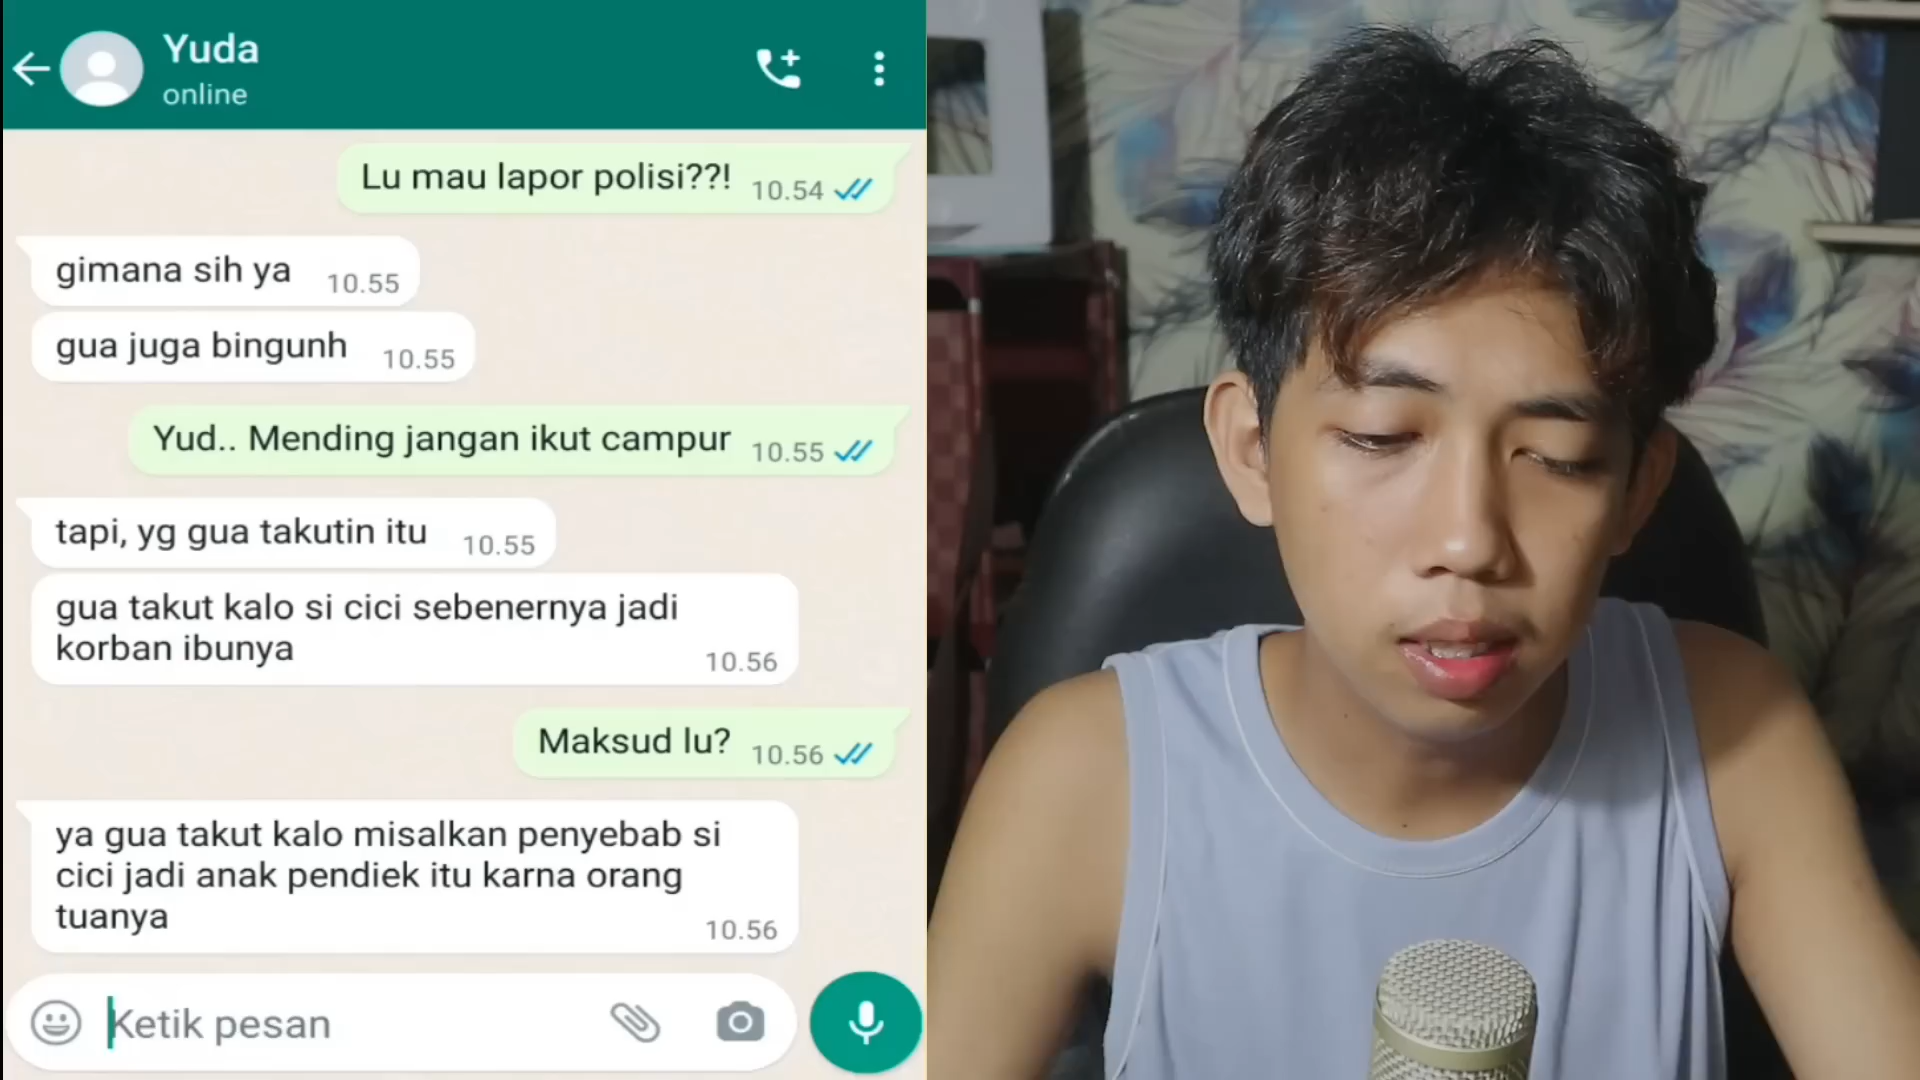 Yuda
online
Lu mau lapor polisi??! 10.54
gimana sih ya 10.55
gua juga bingunh 10.55
Yud.. Mending jangan ikut campur 10.55
tapi, yg gua takutin itu 10.55
gua takut kalo si cici sebenernya jadi
korban ibunya 10.56
Maksud lu? 10.56
ya gua takut kalo misalkan penyebab si
cici jadi anak pendiek itu karna orang
tuanya 10.56
Ketik pesan